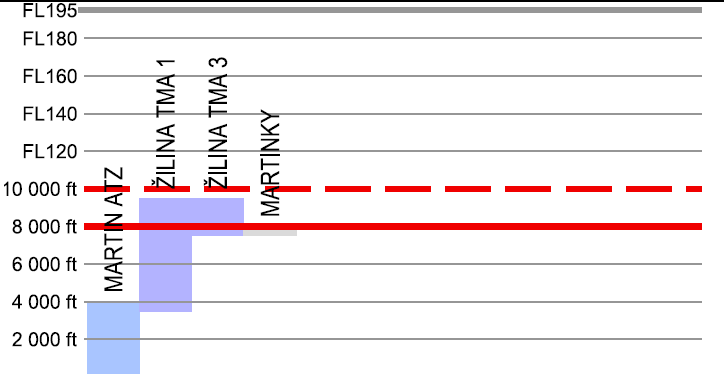 FL195
FL180
FL160
FL140
FL120
10 000 ft
8 000 ft
6 000 ft
4 000 ft
2 000 ft
MARTIN ATZ
ŽILINA TMA 1
ŽILINA TMA 3
MARTINKY